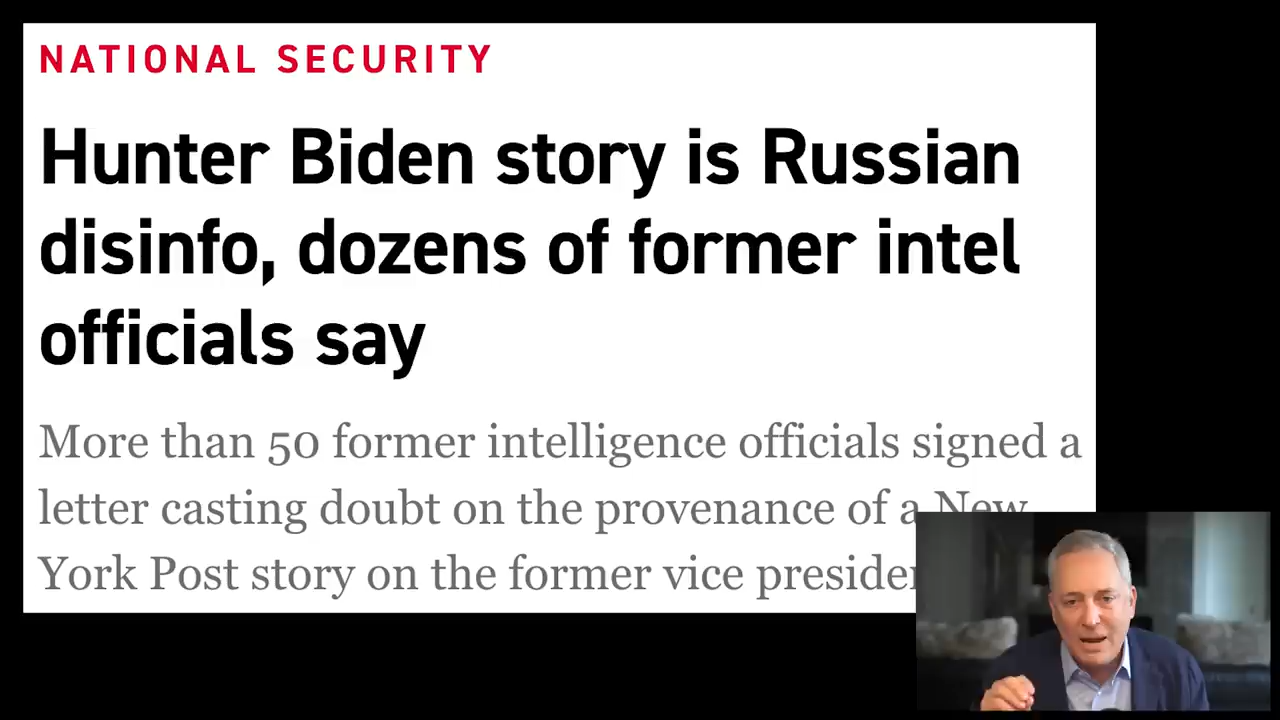 NATIONAL SECURITY
Hunter Biden story is Russian
disinfo, dozens of former intel
officials say
More than 50 former intelligence officials signed a
letter casting doubt on the provenance of a New
York Post story on the former vice